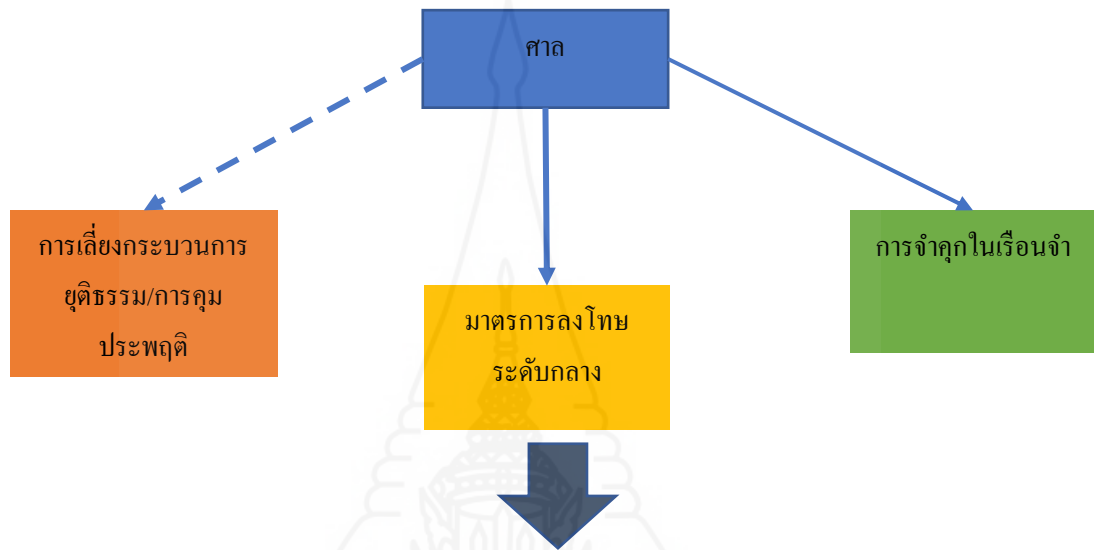 ศาล
การเลี่ยงกระบวนการ
ยุติธรรม/การคุม
ประพฤติ
มาตรการลงโทษ
ระดับกลาง
การจำคุกในเรือนจำ